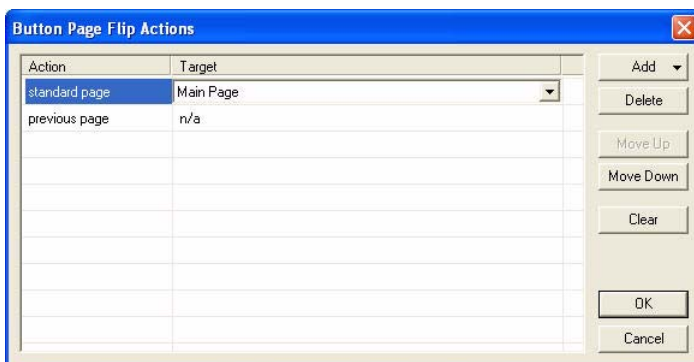 Button Page Flip Actions
Action Target
standard page Main Page
previous page n/a
Add
Delete
Move Up
Move Down
Clear
OK
Cancel